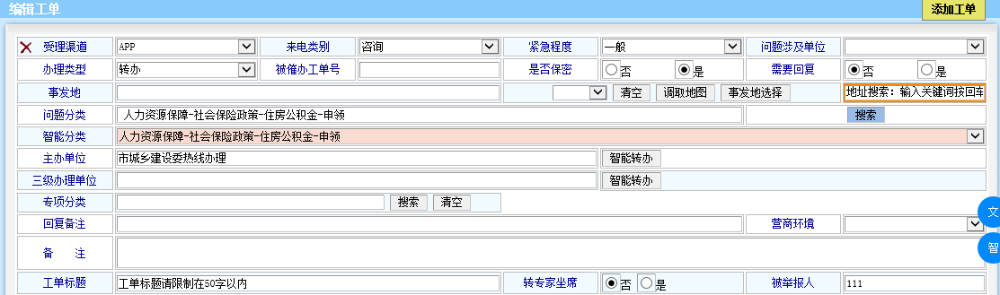 编辑工单 添加工单
受理渠道 APP 来电类别 咨询 紧急程度 一般 问题涉及单位
办理类型 转办 被催办工单号 是否保密 否 是 需要回复 否 是
事发地 清空 调取地图 事发地选择 地址搜索: 输入关键词按回车
问题分类 人力资源保障-社会保险政策-住房公积金-申领 搜索
智能分类 人力资源保障-社会保险政策-住房公积金-申领
主办单位 市城乡建设委热线办理 智能转办
三级办理单位 智能转办
专项分类 搜索 清空
回复备注 营商环境
文
备 注
智
工单标题 工单标题请限制在50字以内 转专家坐席 否 是 被举报人 111